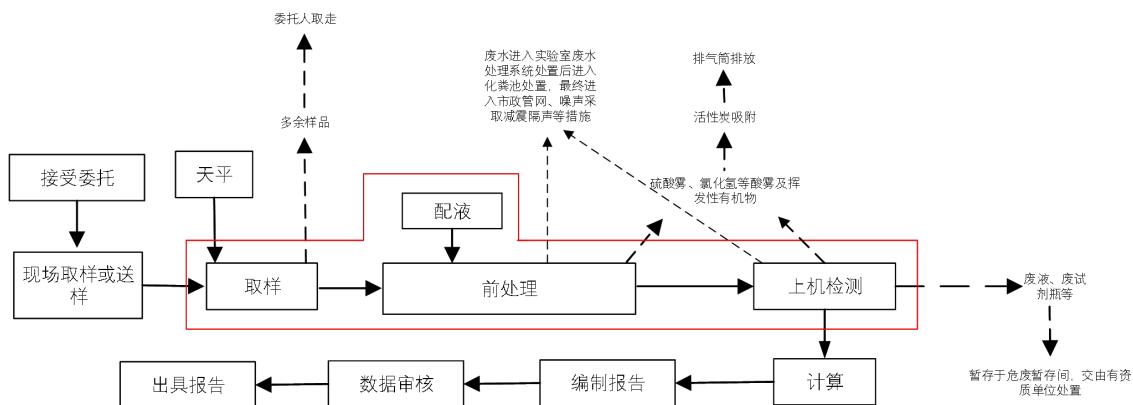 委托人取走
废水进入实验室废水
处理系统处置后进入
化粪池处置，最终进
入市政管网、噪声采
取减震隔声等措施
排气筒排放
多余样品
活性炭吸附
接受委托
天平
硫酸雾、氯化氢等酸雾及挥
发性有机物
配液
现场取样或送
样
取样
前处理
上机检测
废液、废试
剂瓶等
出具报告
数据审核
编制报告
计算
暂存于危废暂存间，交由有资
质单位处置